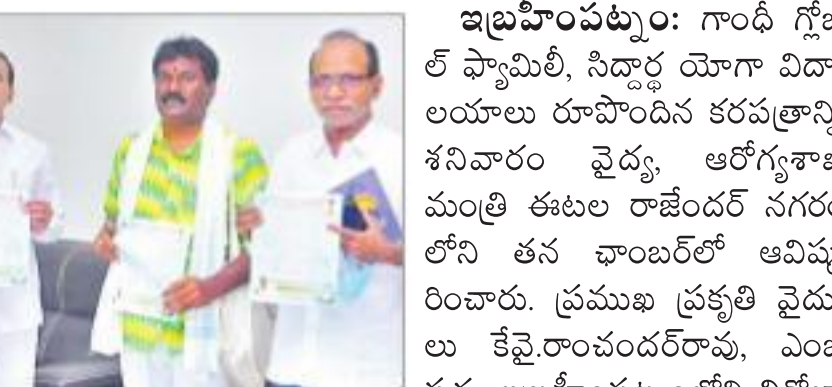 ఇబ్రహీంపట్నం: గాంధీ
ల్ ఫ్యామిలీ, సిద్దార్థ యోగా విద్యా
లయాలు రూపొందిన కరపత్రాన్ని
శనివారం వైద్య, ఆరోగ్యశాఖ
మంత్రి ఈటల రాజేందర్ నగరం
లోని తన ఛాంబర్‌లో ఆవిష్క
రించారు. ప్రముఖ ప్రకృతి వైద్యు
లు కేవై.రాంచందర్‌రావు,